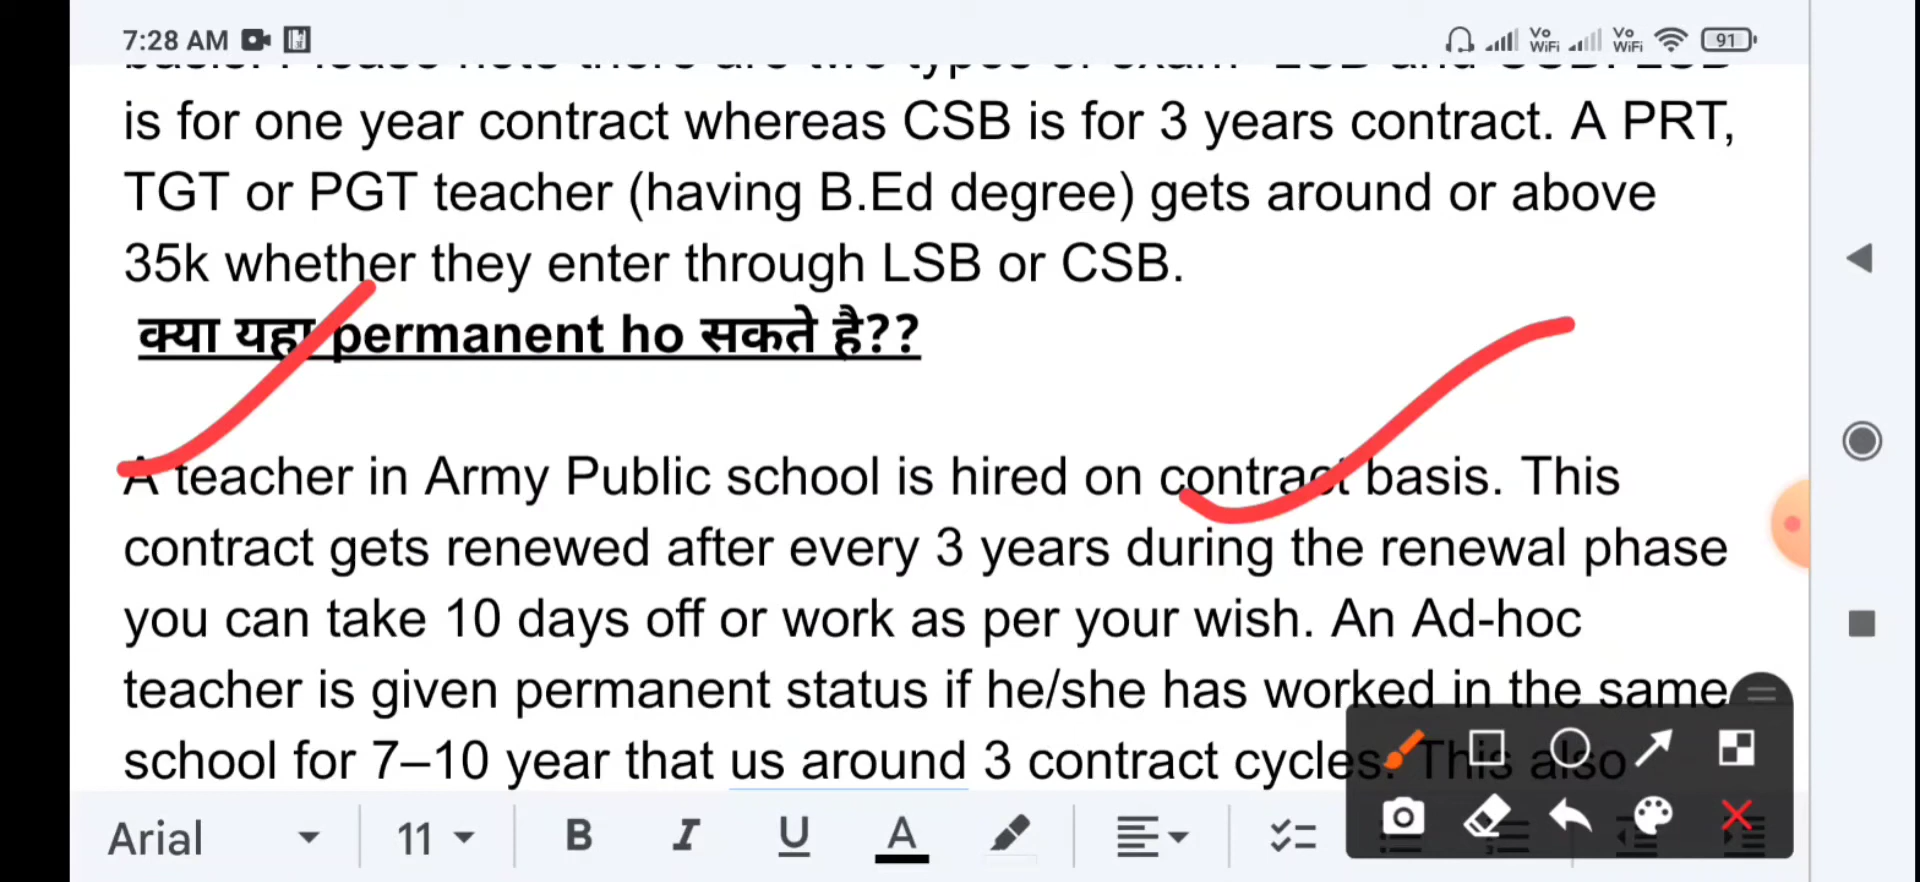 7:28 AM
Vo WiFi Vo WiFi 91
is for one year contract whereas CSB is for 3 years contract. A PRT,
TGT or PGT teacher (having B.Ed degree) gets around or above
35k whether they enter through LSB or CSB.
क्या यहा permanent ho सकते है??
A teacher in Army Public school is hired on contract basis. This
contract gets renewed after every 3 years during the renewal phase
you can take 10 days off or work as per your wish. An Ad-hoc
teacher is given permanent status if he/she has worked in the same
school for 7–10 year that us around 3 contract cycles. This also
Arial 11 B I U A